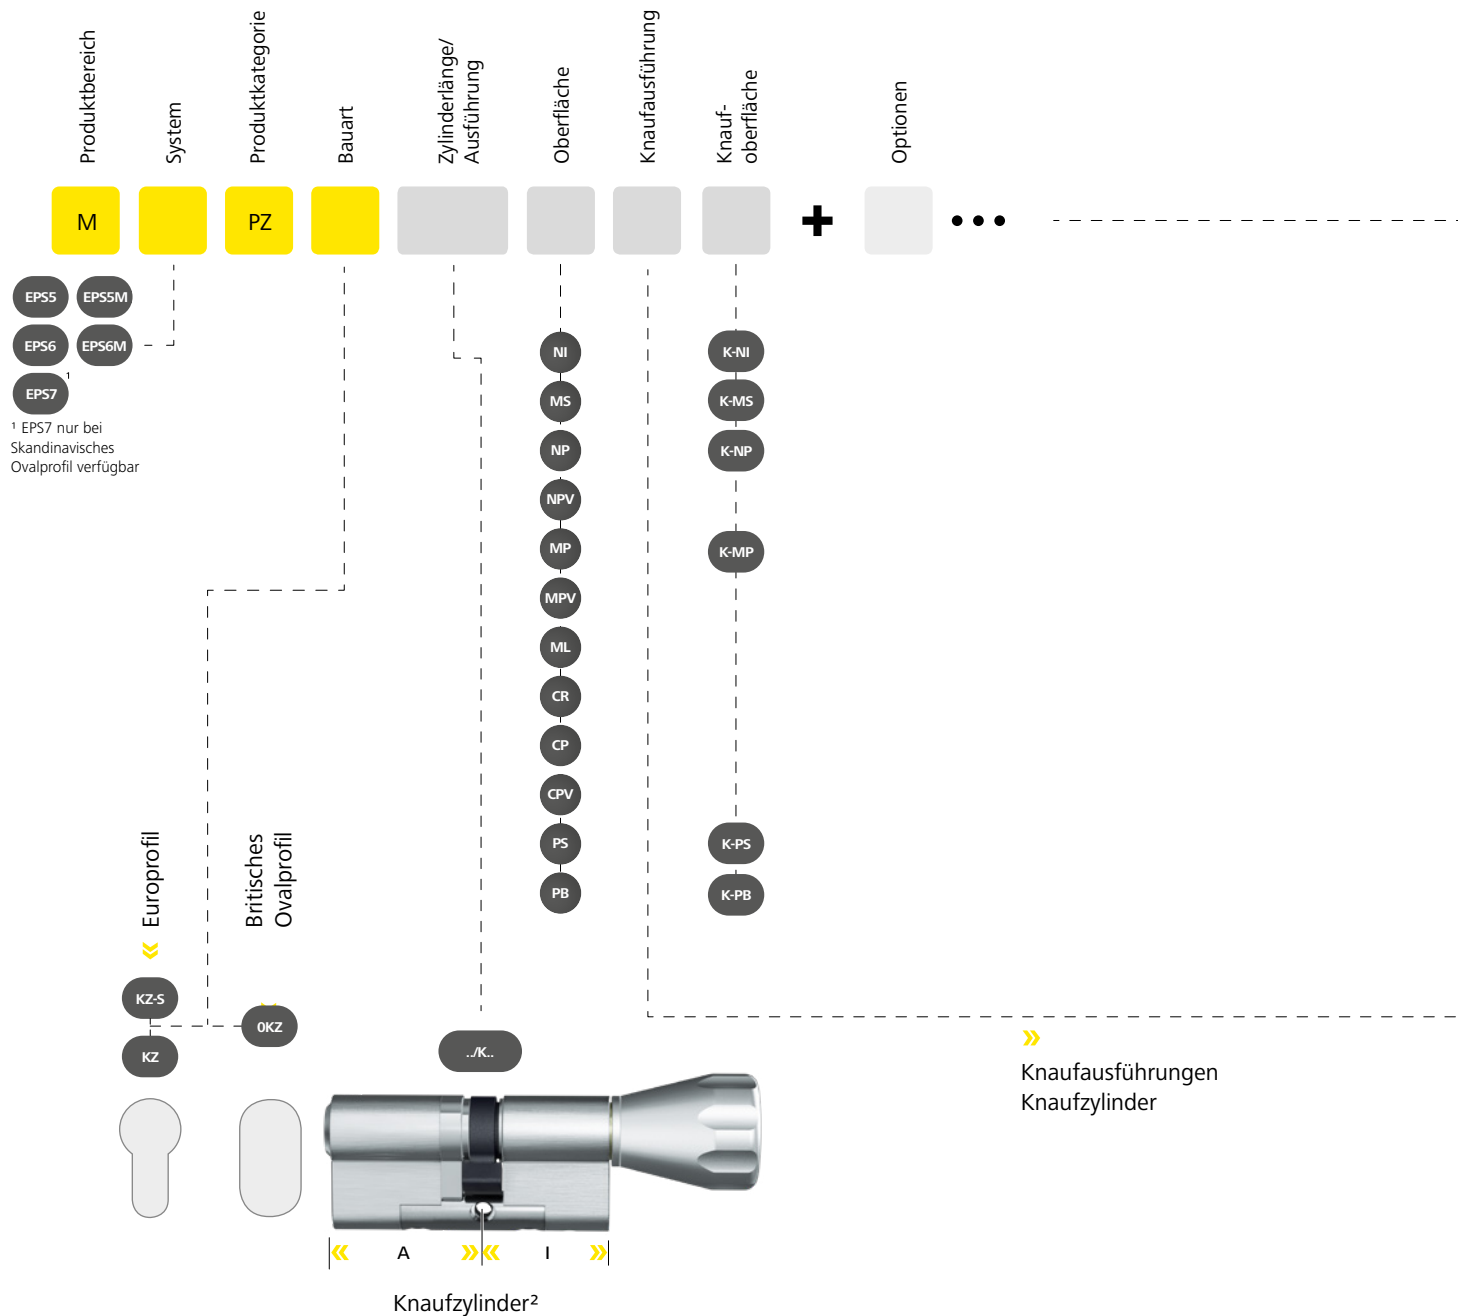 Produktbereich
System
Produktkategorie
Bauart
Zylinderlänge/
Ausführung
Oberfläche
Knaufausführung
Knauf-
oberfläche
Optionen
M
PZ
+
•••
EPS5
EPS5M
EPS6
EPS6M
EPS7 ¹
¹ EPS7 nur bei
Skandinavisches
Ovalprofil verfügbar
NI
MS
NP
NPV
MP
MPV
ML
CR
CP
CPV
PS
PB
K-NI
K-MS
K-NP
K-MP
K-PS
K-PB
Europrofil
Britisches
Ovalprofil
KZ-S
KZ
0KZ
../K..
Knaufausführungen
Knaufzylinder
A
I
Knaufzylinder²